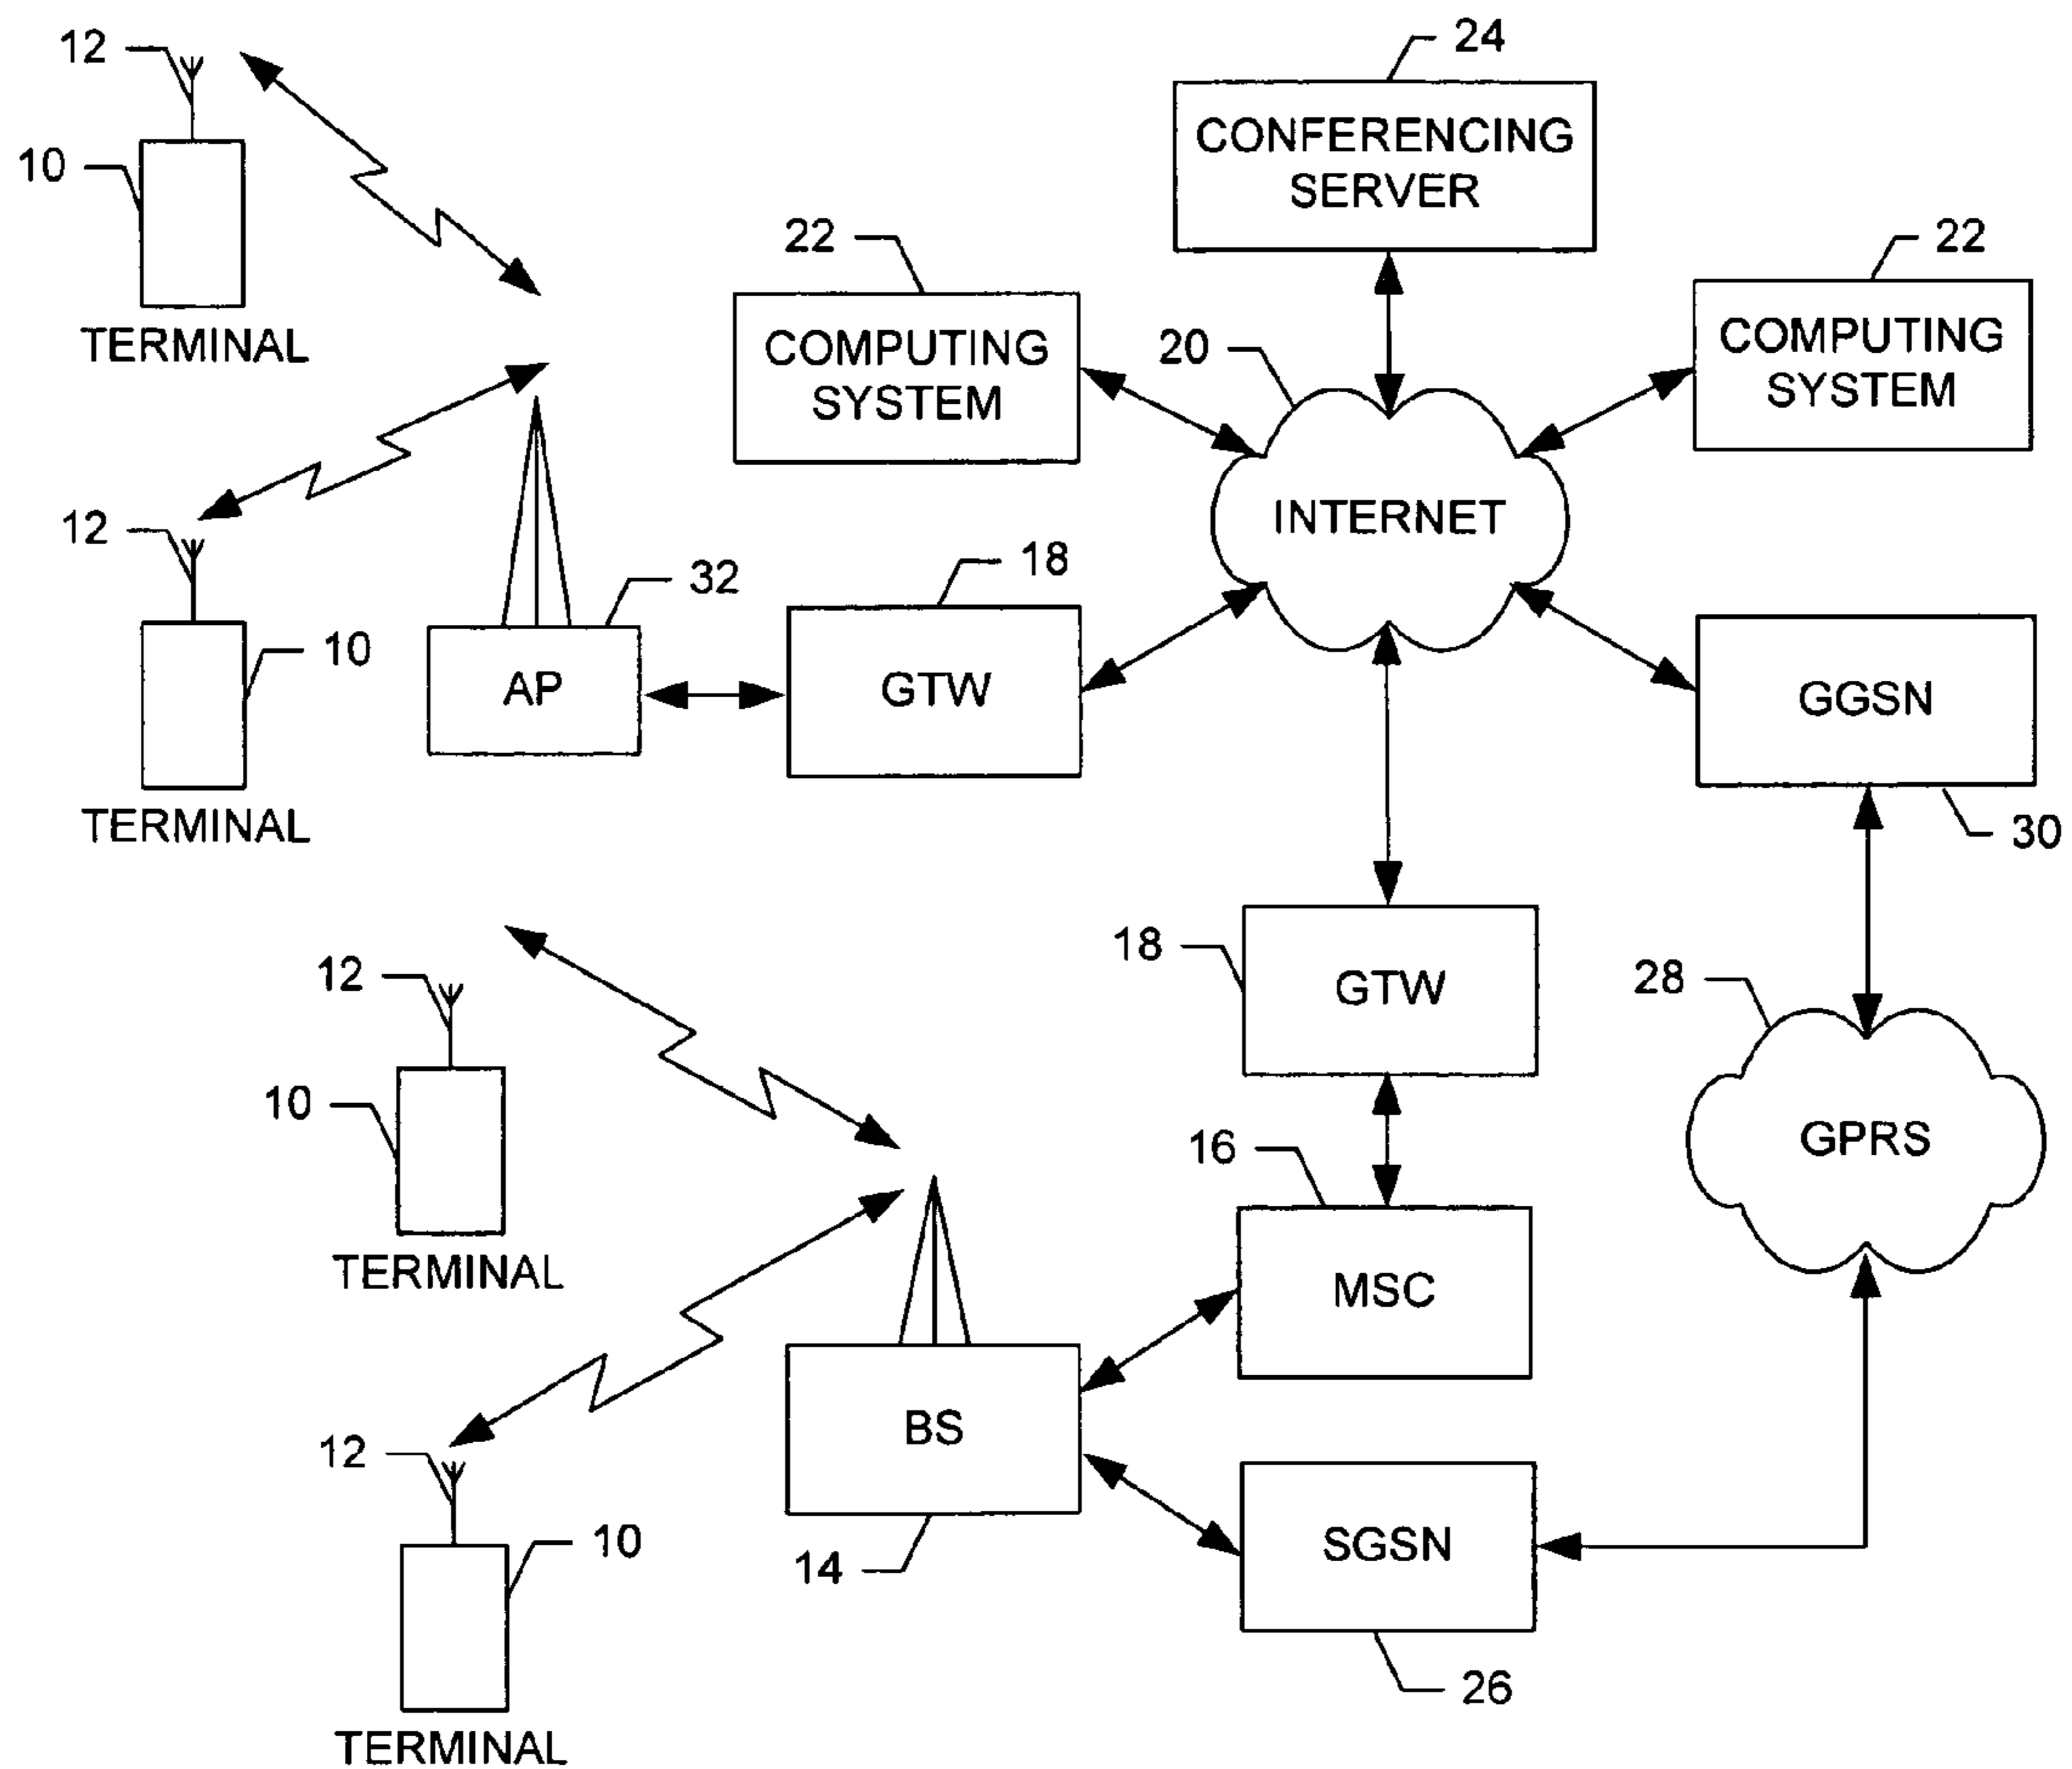 24
12
CONFERENCING
SERVER
10
22
22
TERMINAL
COMPUTING
SYSTEM
20
COMPUTING
SYSTEM
INTERNET
12
18
32
10
AP
GTW
GGSN
TERMINAL
30
18
12
GTW
28
10
16
GPRS
TERMINAL
MSC
BS
12
10
SGSN
14
26
TERMINAL